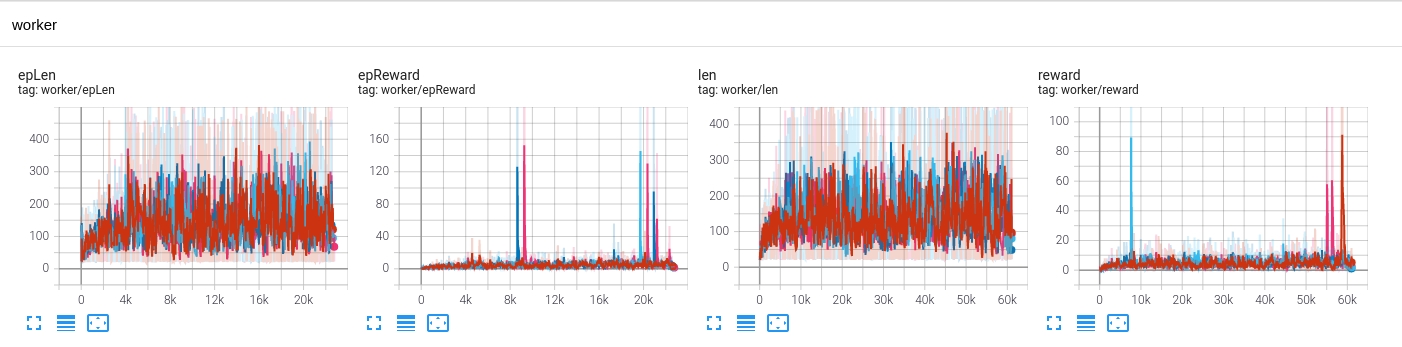 worker
epLen
tag: worker/epLen
400
300
200
100
0
0 4k 8k 12k 16k 20k
epReward
tag: worker/epReward
160
120
80
40
0
0 4k 8k 12k 16k 20k
len
tag: worker/len
400
300
200
100
0
0 10k 20k 30k 40k 50k 60k
reward
tag: worker/reward
100
80
60
40
20
0
0 10k 20k 30k 40k 50k 60k